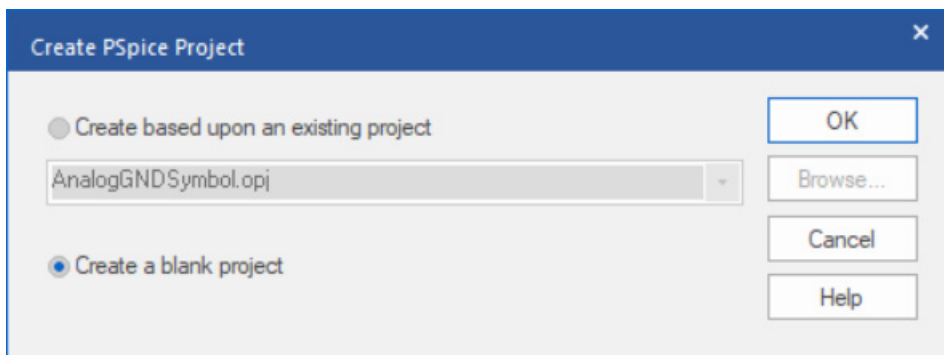 Create PSpice Project
Create based upon an existing project
AnalogGNDSymbol.opj
Create a blank project
OK
Browse...
Cancel
Help